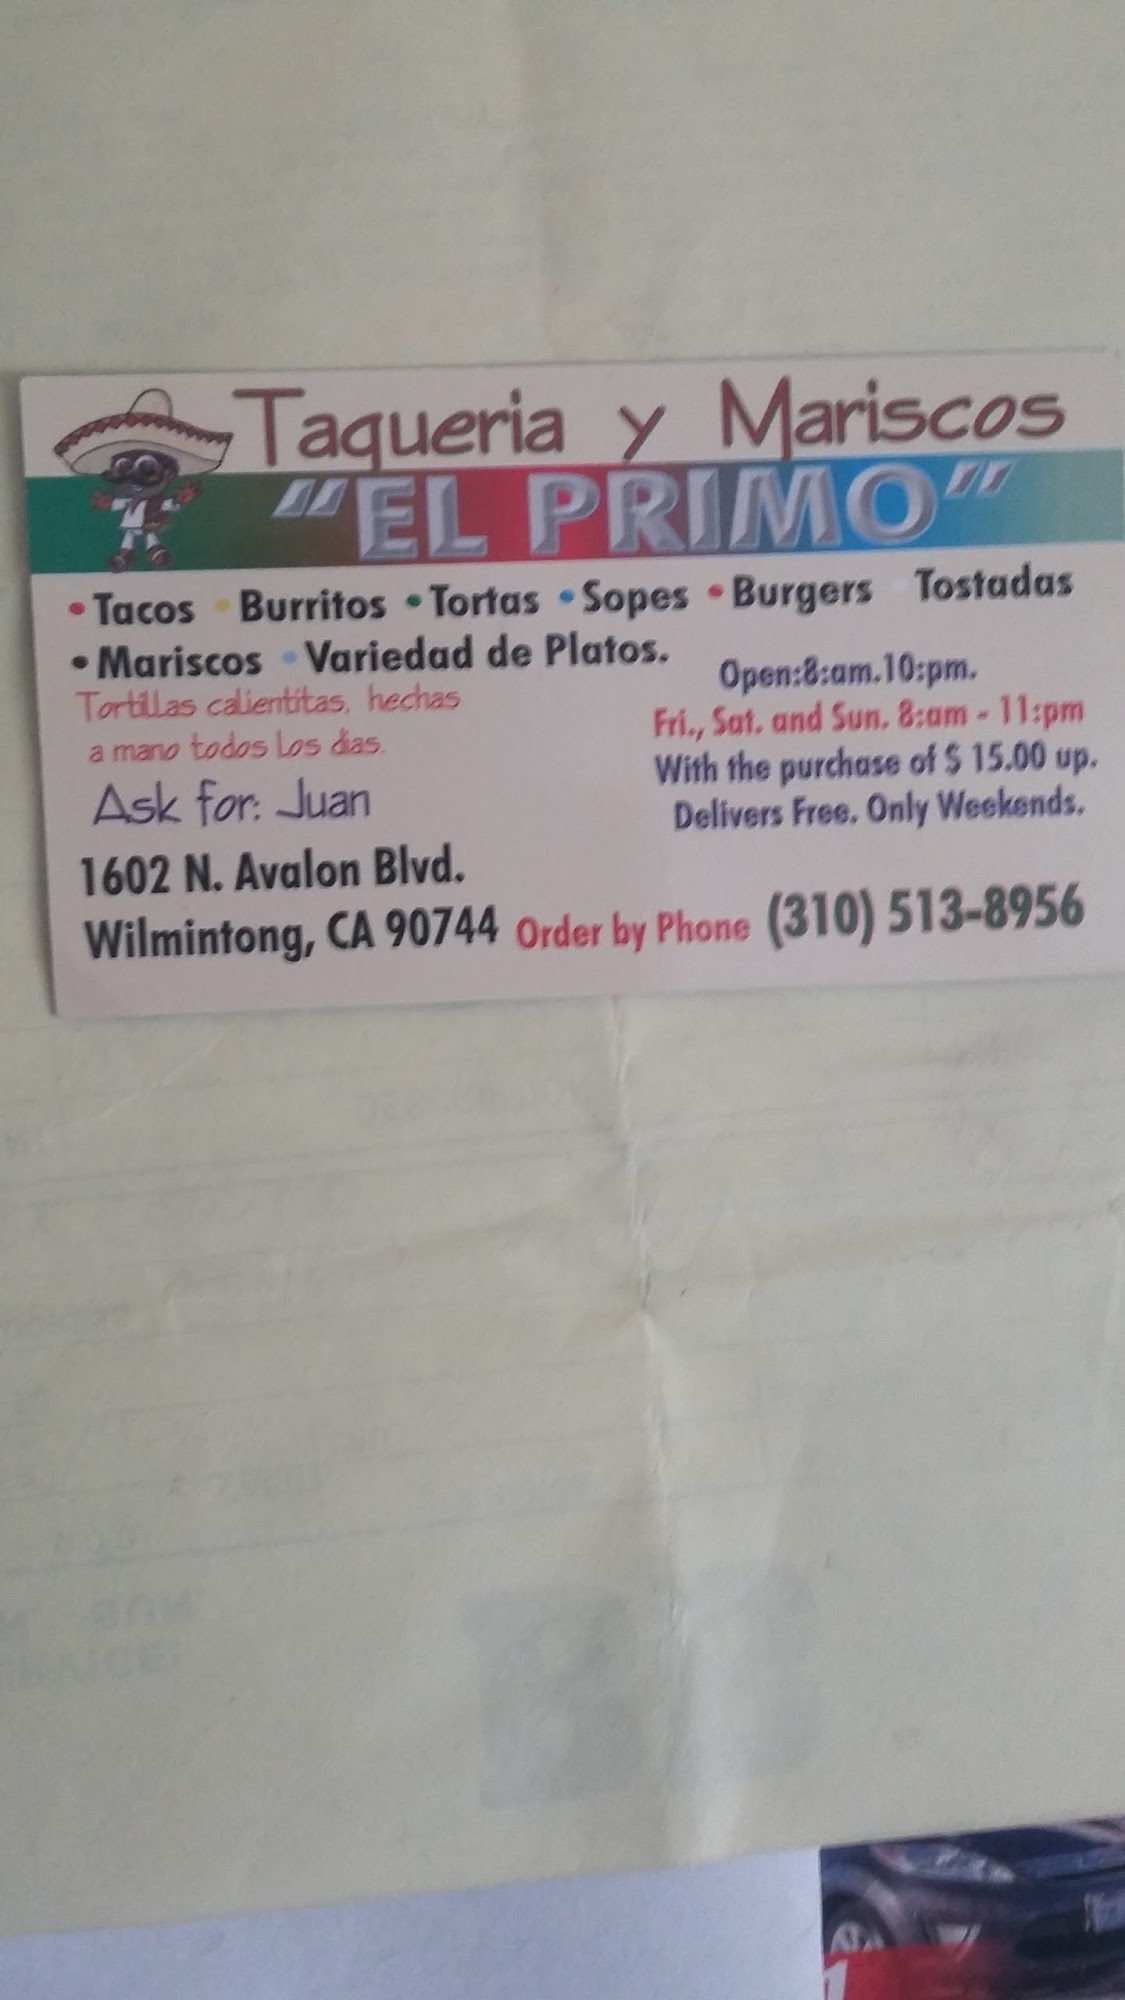 Taqueria y Mariscos
"EL PRIMO"
• Tacos • Burritos • Tortas • Sopes • Burgers Tostadas
• Mariscos • Variedad de Platos.
Tortillas calientitas, hechas
a mano todos los dias.
Ask for: Juan
Open:8:am.10:pm.
Fri., Sat. and Sun. 8:am - 11:pm
With the purchase of $ 15.00 up.
Delivers Free. Only Weekends.
1602 N. Avalon Blvd.
Wilmintong, CA 90744 Order by Phone (310) 513-8956